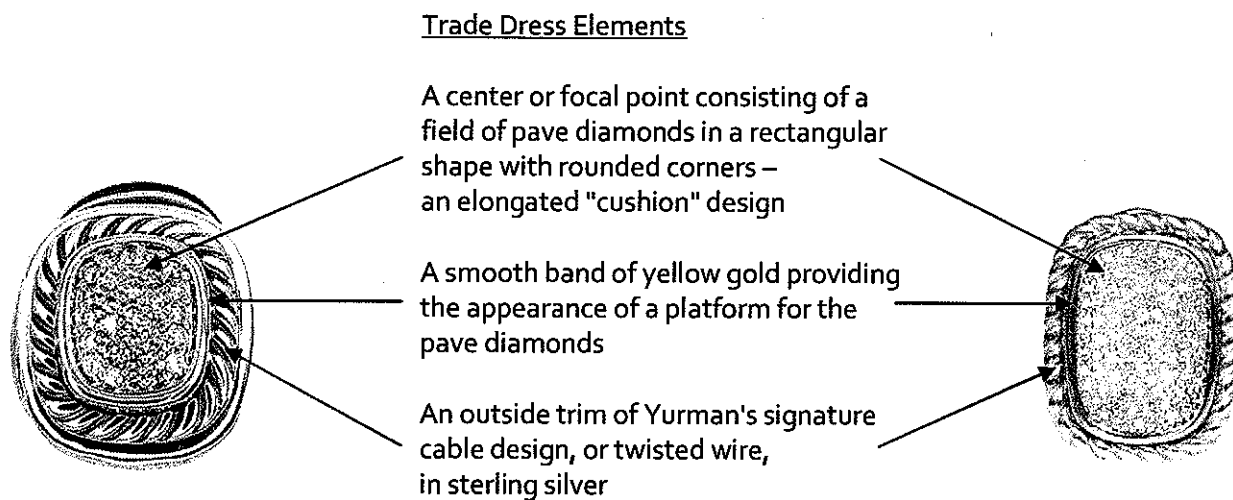 Trade Dress Elements
A center or focal point consisting of a
field of pave diamonds in a rectangular
shape with rounded corners –
an elongated "cushion" design
A smooth band of yellow gold providing
the appearance of a platform for the
pave diamonds
An outside trim of Yurman's signature
cable design, or twisted wire,
in sterling silver